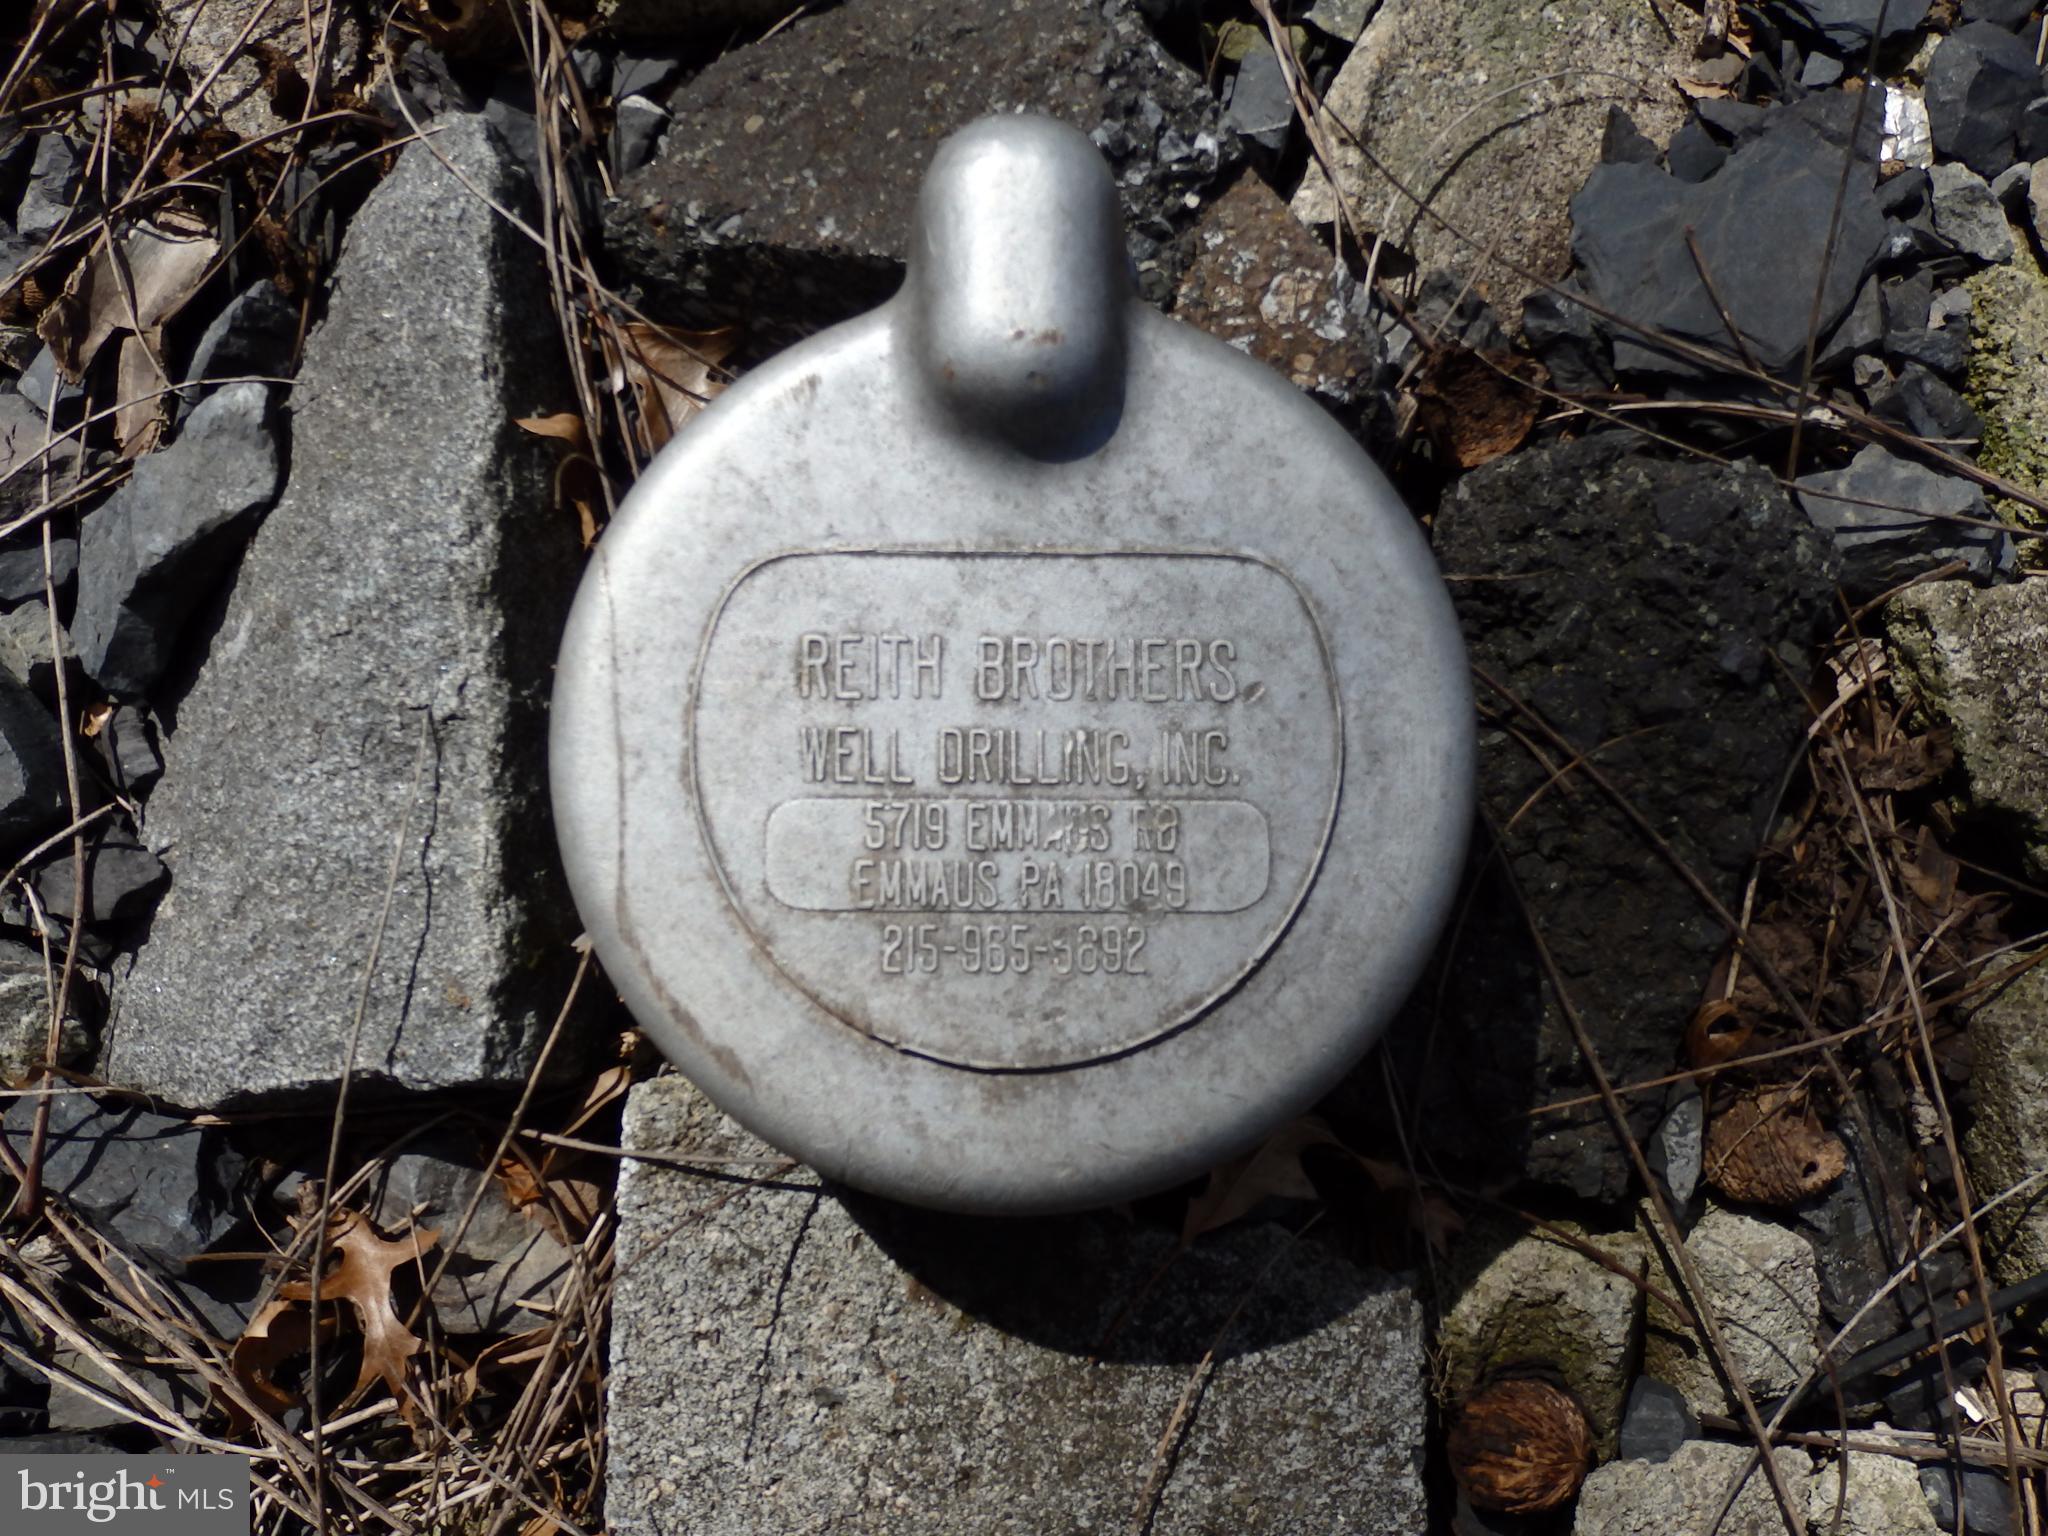 REITH BROTHERS
WELL DRILLING, INC.
5719 EMMAUS RD
EMMAUS PA 18049
215-965-5692
bright MLS